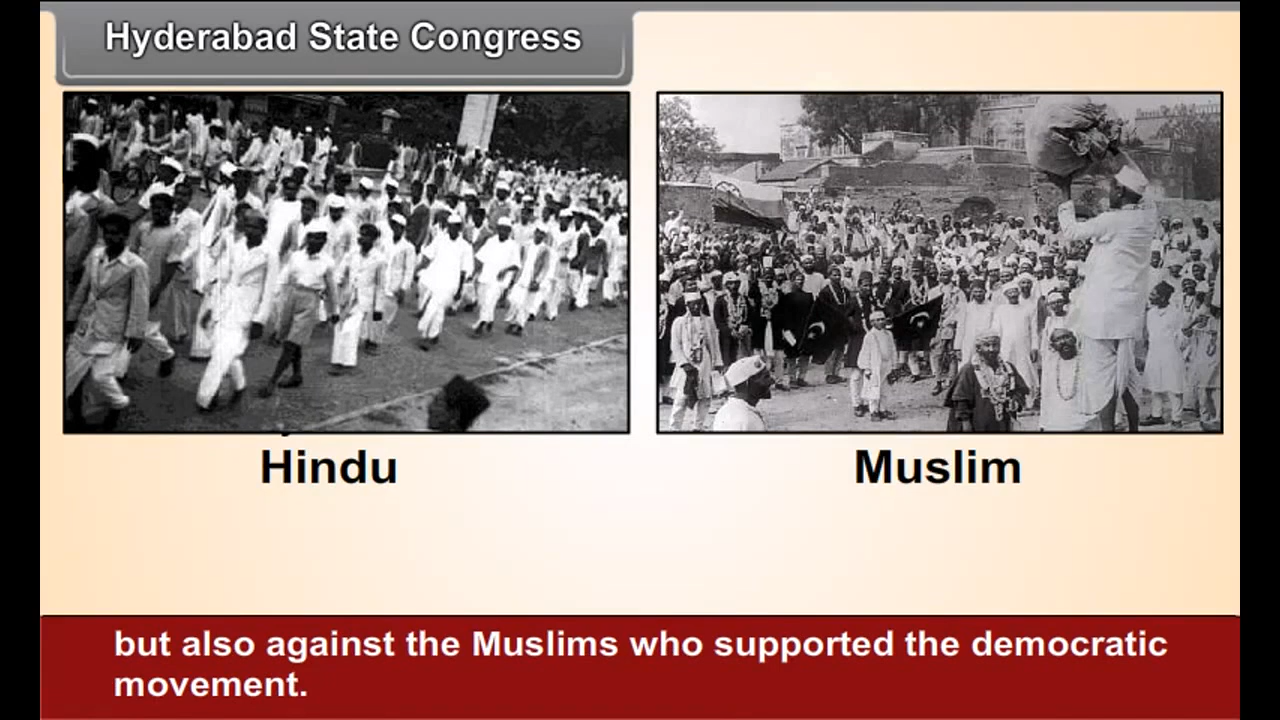 Hyderabad State Congress
Hindu
Muslim
but also against the Muslims who supported the democratic
movement.